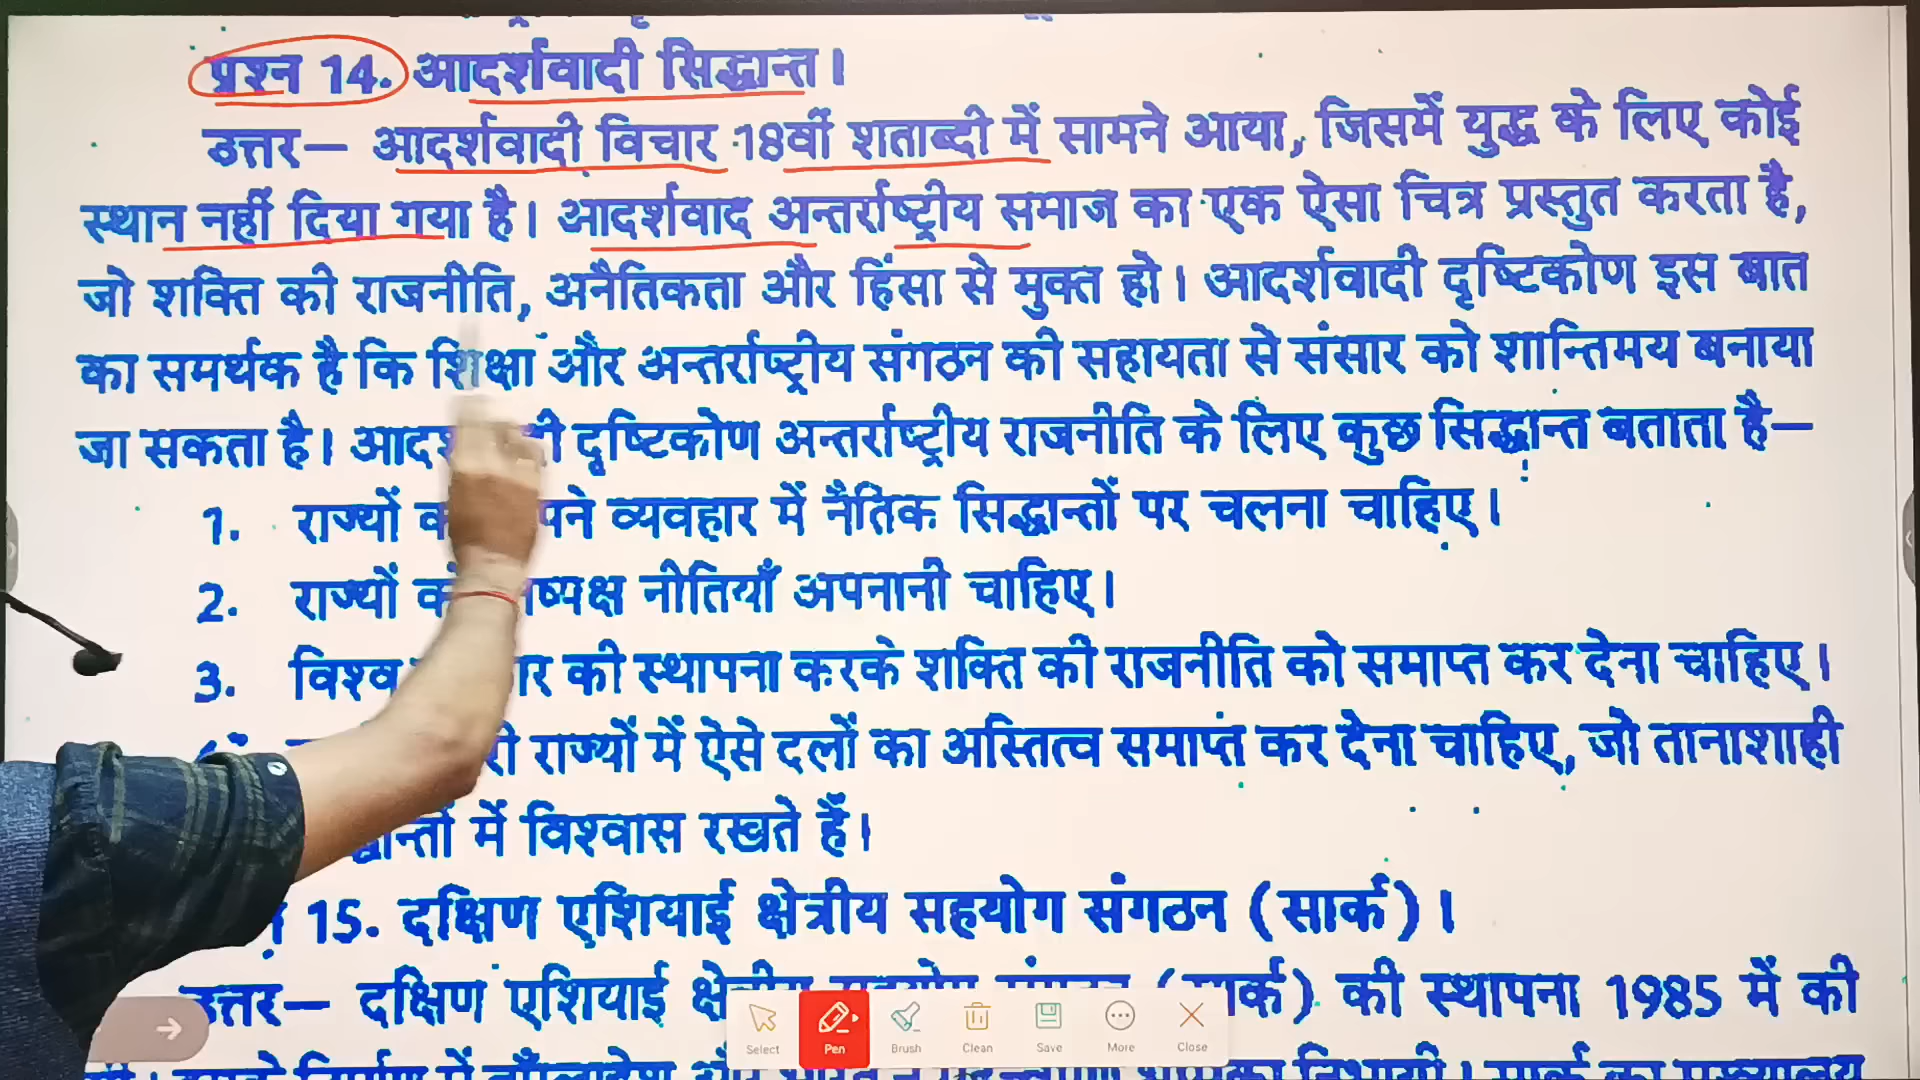 प्रश्न 14. आदर्शवादी सिद्धान्त।
उत्तर— आदर्शवादी विचार 18वीं शताब्दी में सामने आया, जिसमें युद्ध के लिए कोई
स्थान नहीं दिया गया है। आदर्शवाद अन्तर्राष्ट्रीय समाज का एक ऐसा चित्र प्रस्तुत करता है,
जो शक्ति की राजनीति, अनैतिकता और हिंसा से मुक्त हो। आदर्शवादी दृष्टिकोण इस बात
का समर्थक है कि शिक्षा और अन्तर्राष्ट्रीय संगठन की सहायता से संसार को शान्तिमय बनाया
जा सकता है। दृष्टिकोण अन्तर्राष्ट्रीय राजनीति के लिए कुछ सिद्धान्त बताता है—
1. राज्यों व्यवहार में नैतिक सिद्धान्तों पर चलना चाहिए।
2. राज्यों नीतियाँ अपनानी चाहिए।
3. विश्व की स्थापना करके शक्ति की राजनीति को समाप्त कर देना चाहिए।
राज्यों में ऐसे दलों का अस्तित्व समाप्त कर देना चाहिए, जो तानाशाही
में विश्वास रखते हैं।
15. दक्षिण एशियाई क्षेत्रीय सहयोग संगठन (सार्क)।
उत्तर— दक्षिण एशियाई की स्थापना 1985 में की
Select Pen Brush Clean Save More Close